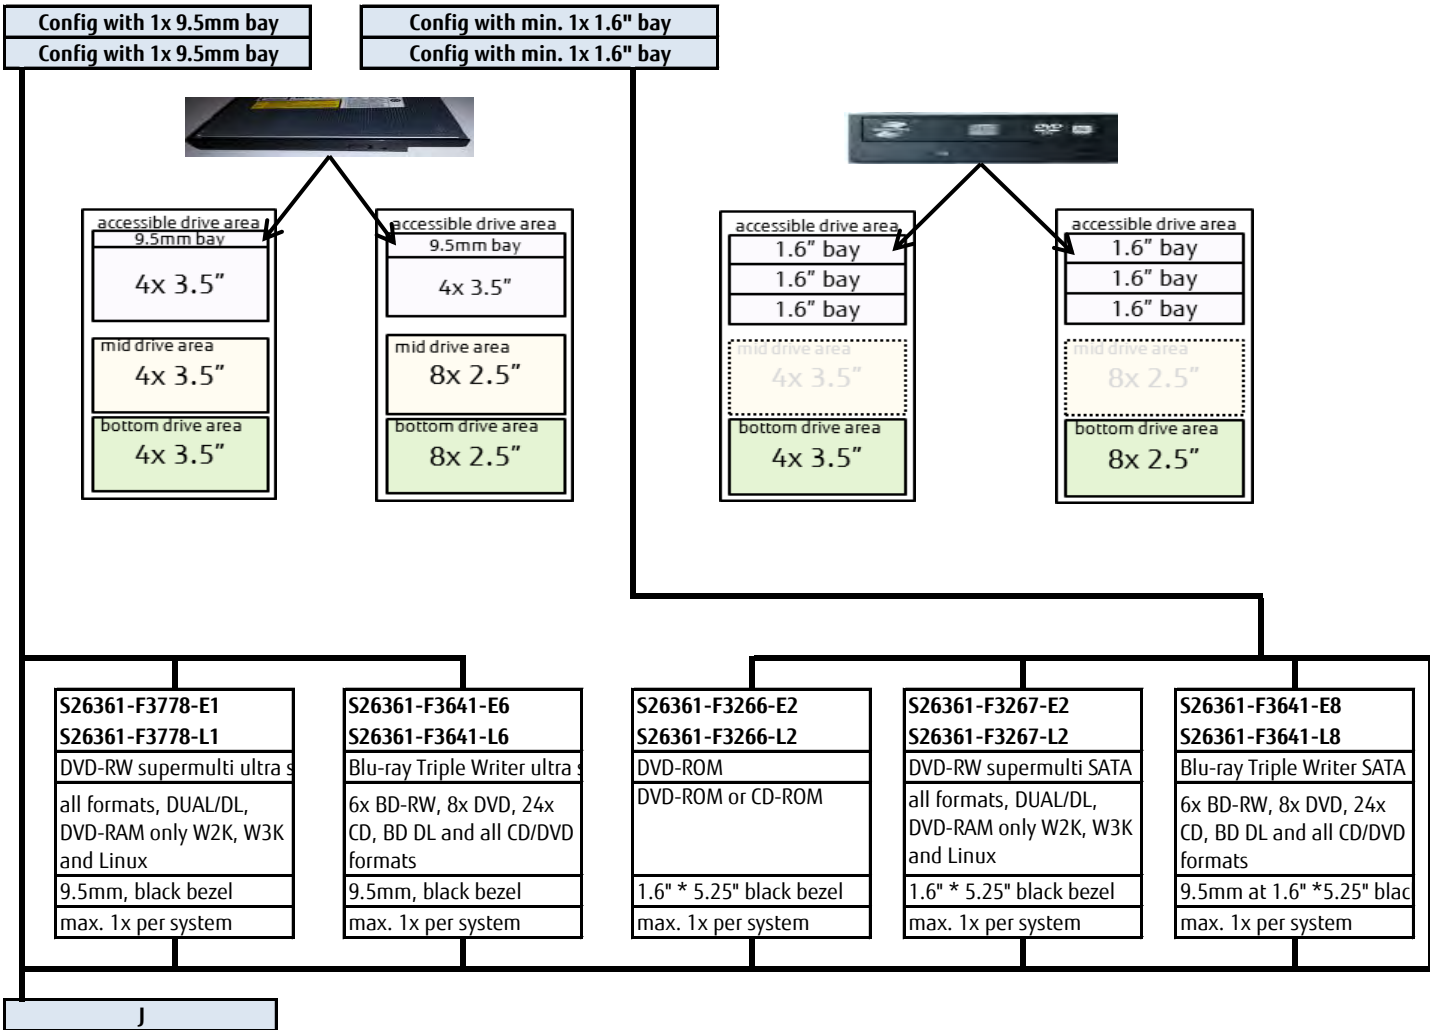 Config with 1x 9.5mm bay
Config with 1x 9.5mm bay
Config with min. 1x 1.6" bay
Config with min. 1x 1.6" bay
accessible drive area
9.5mm bay
4x 3.5"
mid drive area
4x 3.5"
bottom drive area
4x 3.5"
accessible drive area
9.5mm bay
4x 3.5"
mid drive area
8x 2.5"
bottom drive area
8x 2.5"
accessible drive area
1.6" bay
1.6" bay
1.6" bay
mid drive area
4x 3.5"
bottom drive area
4x 3.5"
accessible drive area
1.6" bay
1.6" bay
1.6" bay
mid drive area
8x 2.5"
bottom drive area
8x 2.5"
S26361-F3778-E1
S26361-F3778-L1
DVD-RW supermulti ultra s
all formats, DUAL/DL,
DVD-RAM only W2K, W3K
and Linux
9.5mm, black bezel
max. 1x per system
S26361-F3641-E6
S26361-F3641-L6
Blu-ray Triple Writer ultra s
6x BD-RW, 8x DVD, 24x
CD, BD DL and all CD/DVD
formats
9.5mm, black bezel
max. 1x per system
S26361-F3266-E2
S26361-F3266-L2
DVD-ROM
DVD-ROM or CD-ROM
1.6" * 5.25" black bezel
max. 1x per system
S26361-F3267-E2
S26361-F3267-L2
DVD-RW supermulti SATA
all formats, DUAL/DL,
DVD-RAM only W2K, W3K
and Linux
1.6" * 5.25" black bezel
max. 1x per system
S26361-F3641-E8
S26361-F3641-L8
Blu-ray Triple Writer SATA
6x BD-RW, 8x DVD, 24x
CD, BD DL and all CD/DVD
formats
9.5mm at 1.6" *5.25" blac
max. 1x per system
J